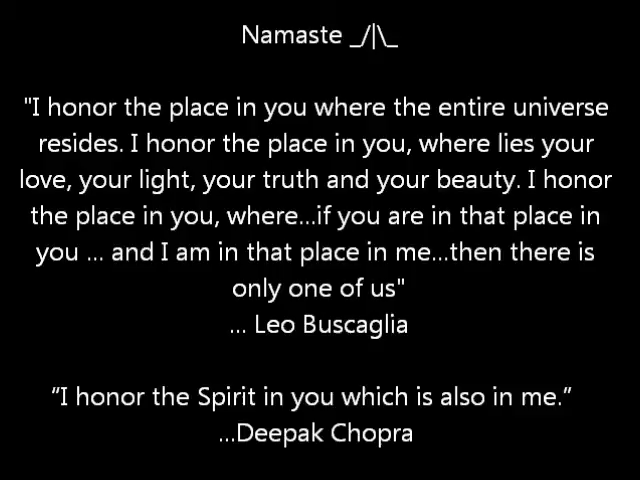 Namaste _/|\_
"I honor the place in you where the entire universe
resides. I honor the place in you, where lies your
love, your light, your truth and your beauty. I honor
the place in you, where...if you are in that place in
you ... and I am in that place in me...then there is
only one of us"
... Leo Buscaglia
“I honor the Spirit in you which is also in me.”
...Deepak Chopra